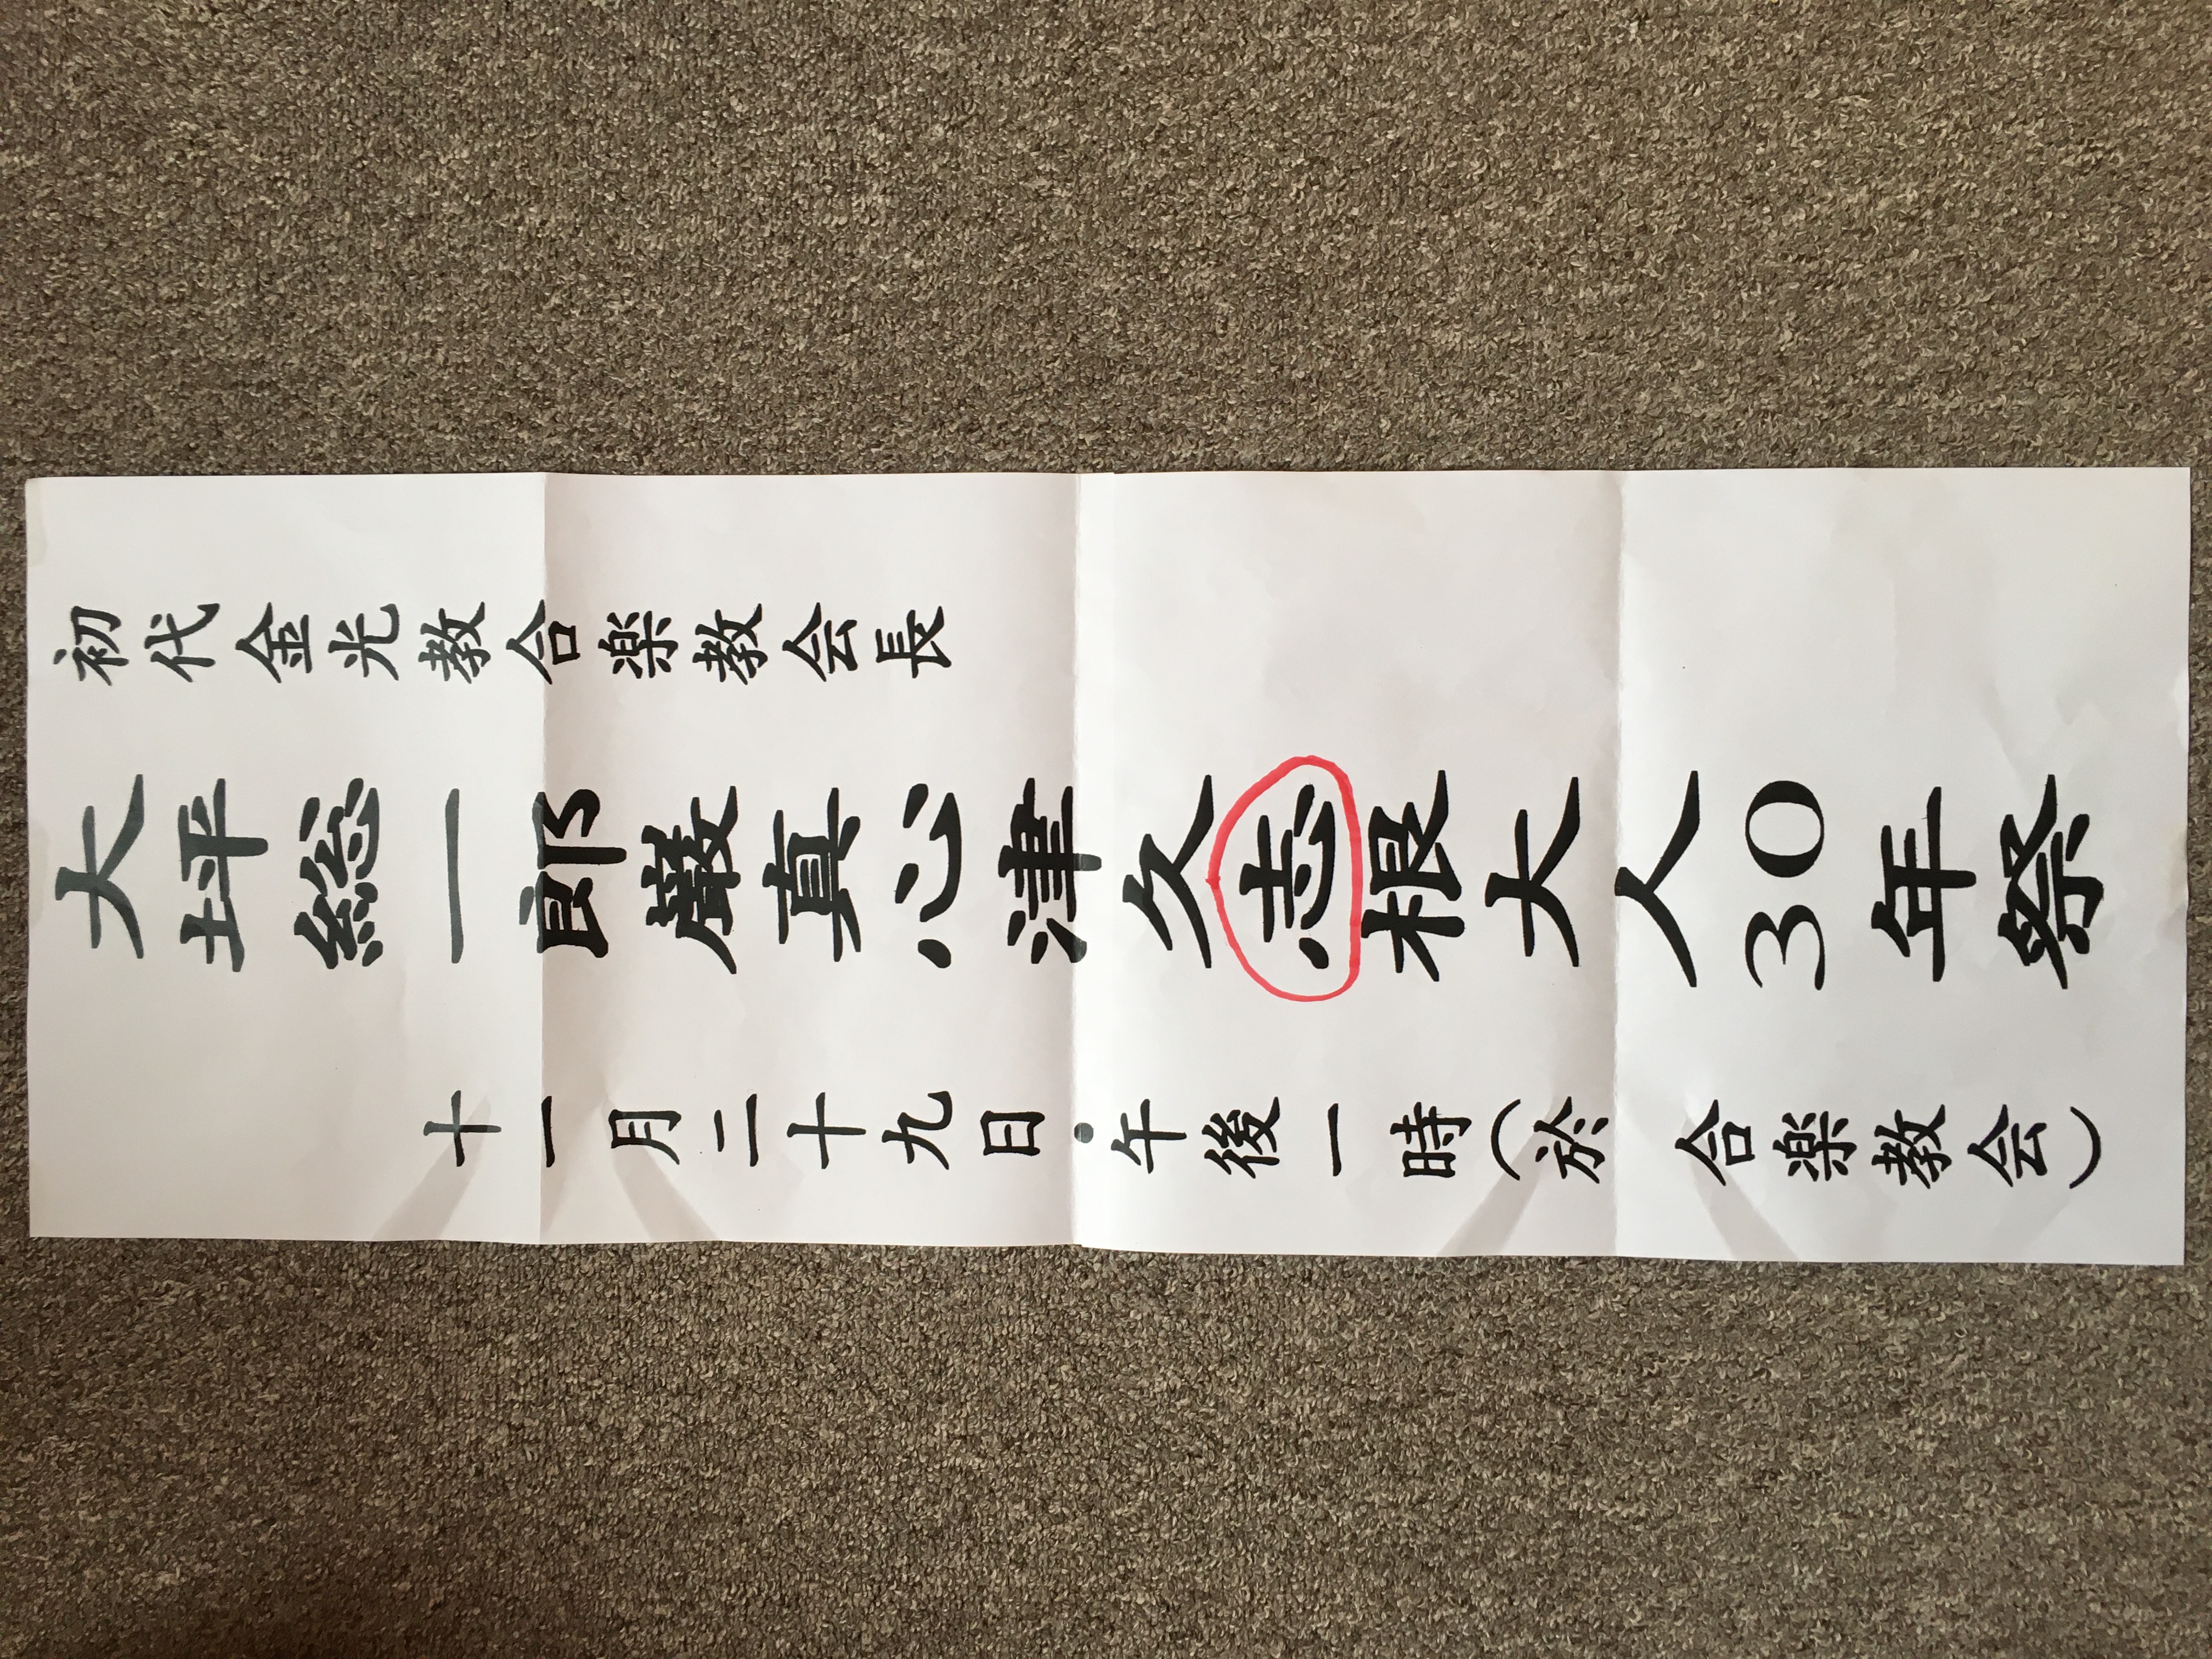 初代金光教合楽教会長
大坪総一郎巌真心津久志根大人30年祭
十一月二十九日・午後一時（於 合楽教会）